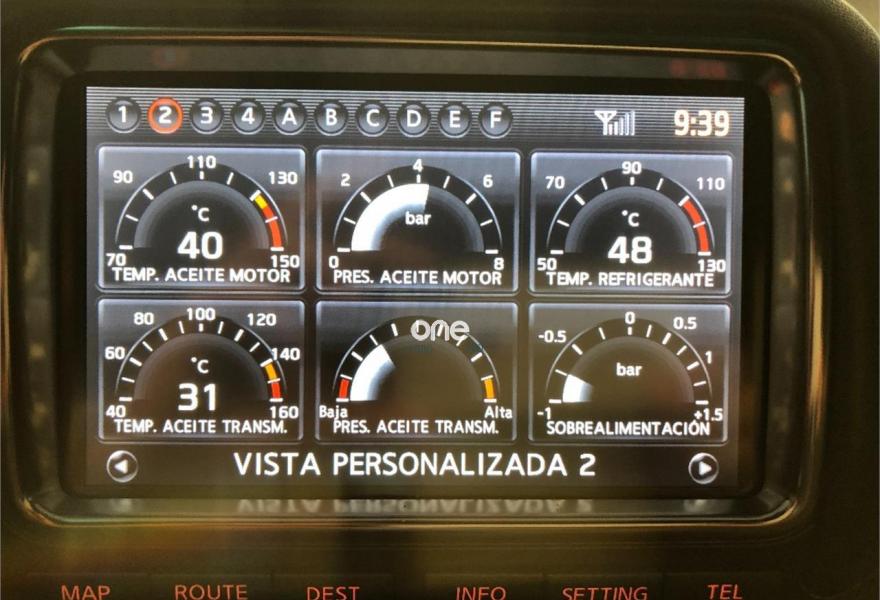 1 2 3 4 A B C D E F 9:39
70 90 110 130 150
°C
40
TEMP. ACEITE MOTOR
0 2 4 6 8
bar
PRES. ACEITE MOTOR
50 70 90 110 130
°C
48
TEMP. REFRIGERANTE
40 60 80 100 120 140 160
°C
31
TEMP. ACEITE TRANSM.
one
Baja Alta
PRES. ACEITE TRANSM.
-1 -0.5 0 0.5 1 +1.5
bar
SOBREALIMENTACIÓN
VISTA PERSONALIZADA 2
MAP ROUTE DEST INFO SETTING TEL